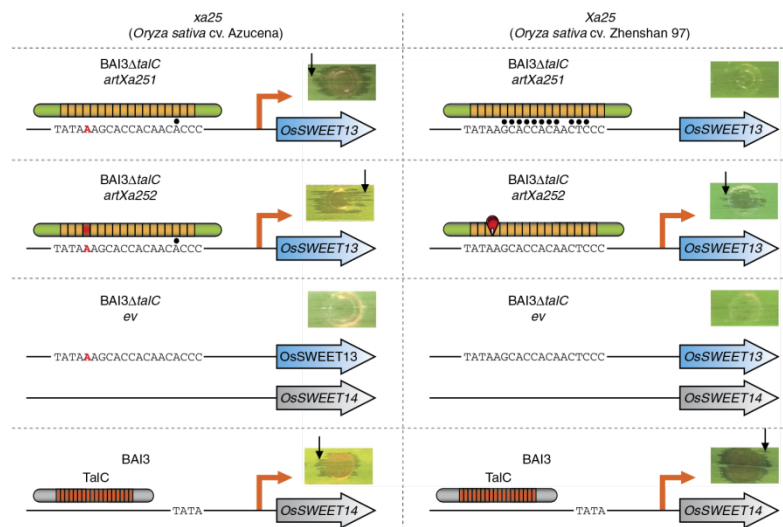 xa25
(Oryza sativa cv. Azucena)
Xa25
(Oryza sativa cv. Zhenshan 97)
BAI3ΔtalC
artXa251
TATAAAGCACCACAACACCC
OsSWEET13
BAI3ΔtalC
artXa251
TATAAGCACCACAACTCCC
OsSWEET13
BAI3ΔtalC
artXa252
TATAAAGCACCACAACACCC
OsSWEET13
BAI3ΔtalC
artXa252
TATAAGCACCACAACTCCC
OsSWEET13
BAI3ΔtalC
ev
TATAAAGCACCACAACACCC
OsSWEET13
OsSWEET14
BAI3ΔtalC
ev
TATAAGCACCACAACTCCC
OsSWEET13
OsSWEET14
BAI3
TalC
TATA
OsSWEET14
BAI3
TalC
TATA
OsSWEET14